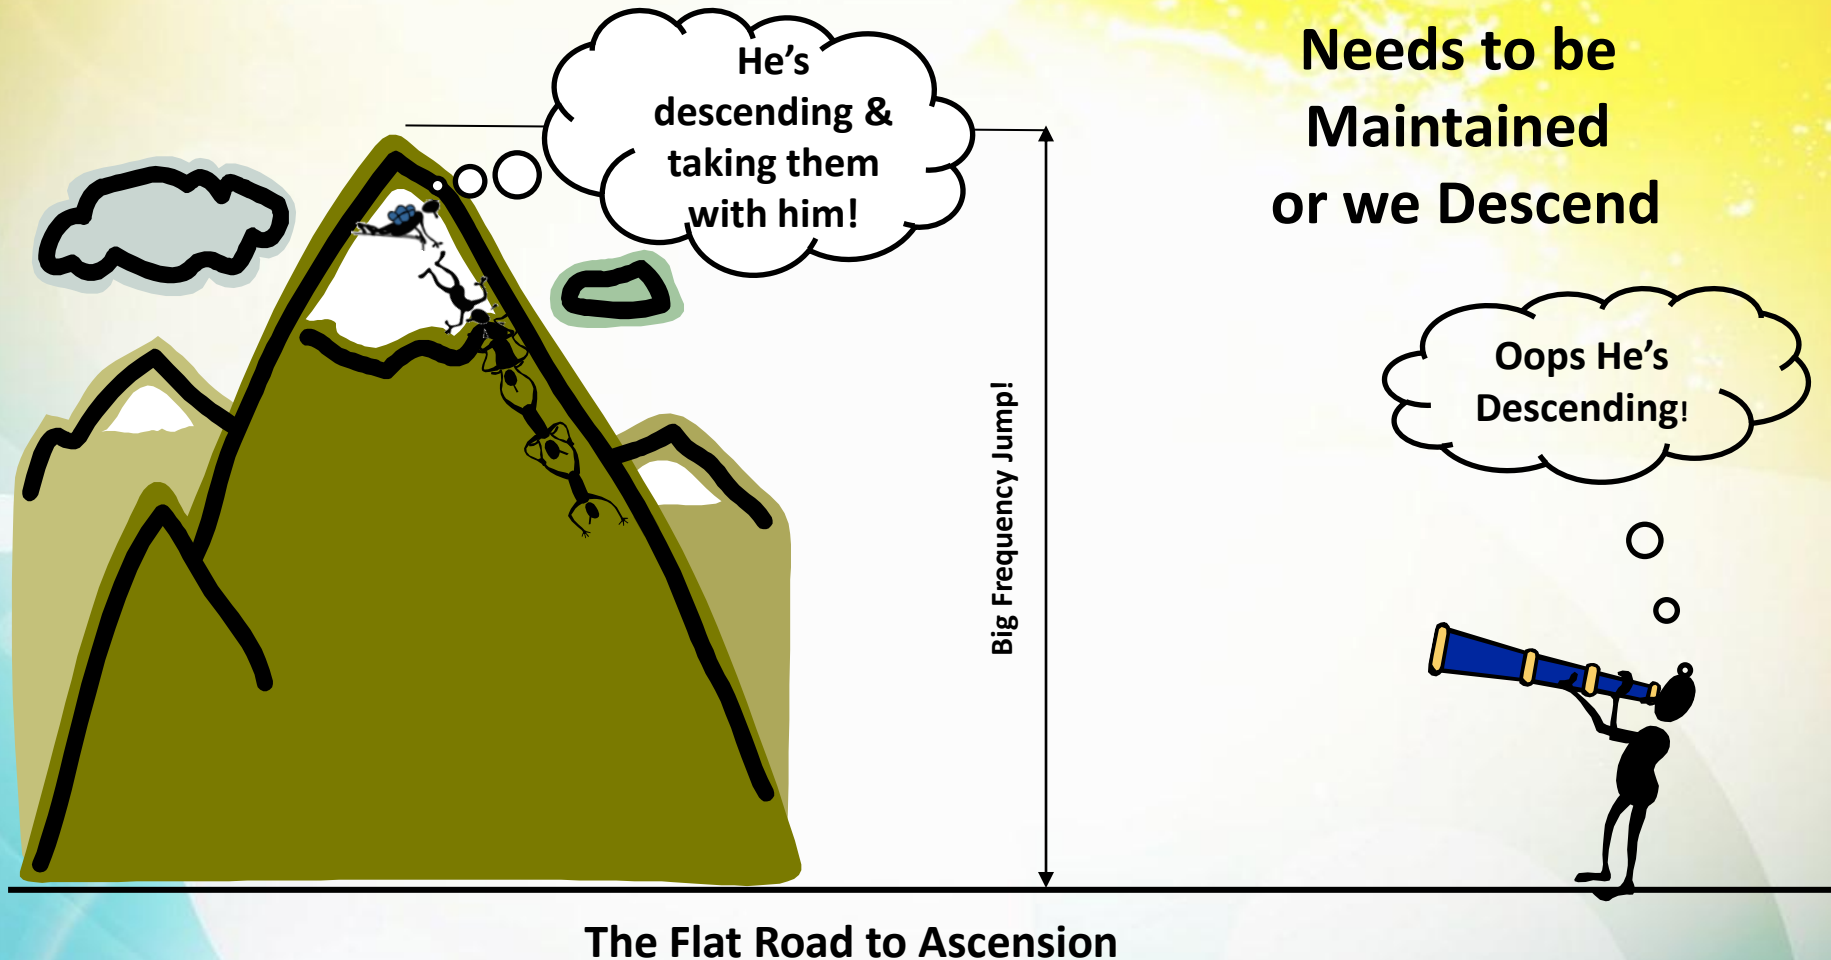 He’s
descending &
taking them
with him!
Needs to be
Maintained
or we Descend
Oops He’s
Descending!
Big Frequency Jump!
The Flat Road to Ascension